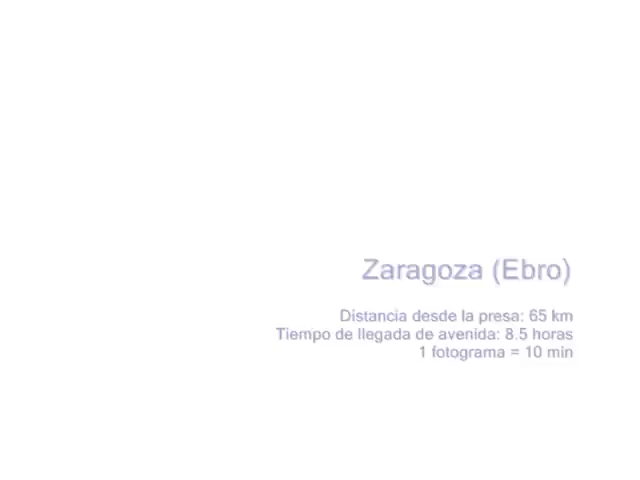 Zaragoza (Ebro)
Distancia desde la presa: 65 km
Tiempo de llegada de avenida: 8.5 horas
1 fotograma = 10 min